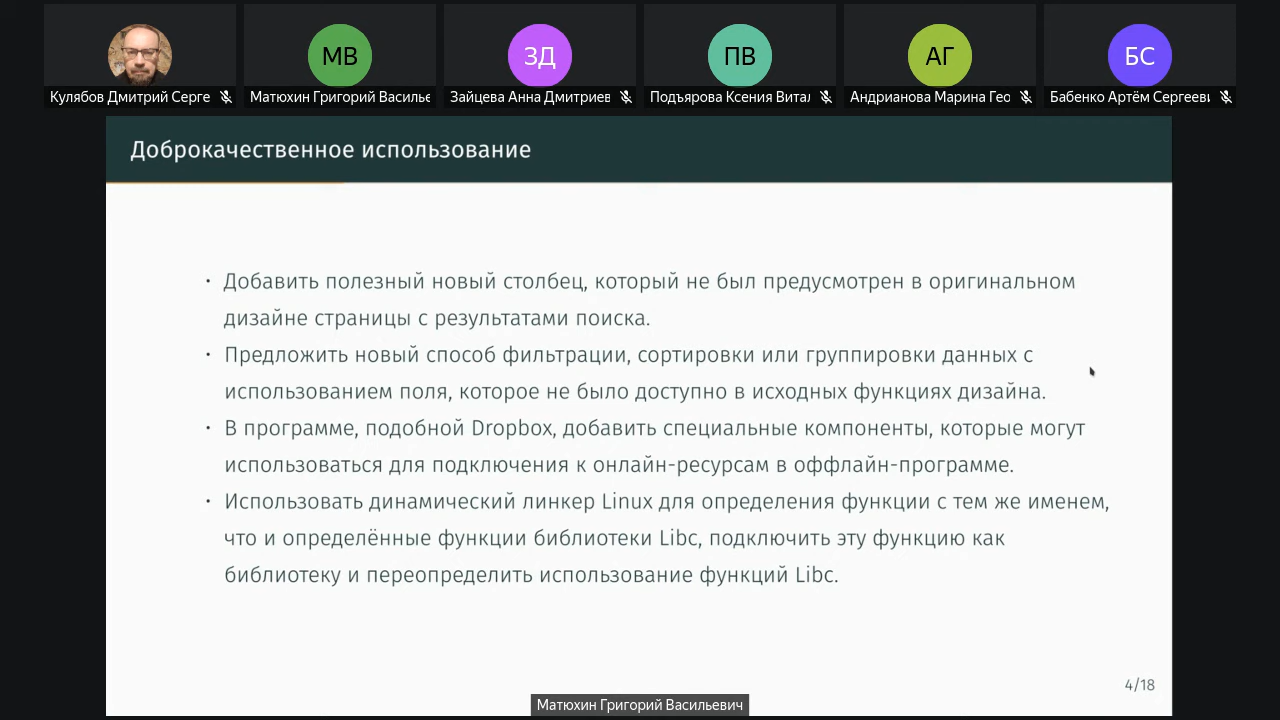 МВ
ЗД
ПВ
АГ
БС
Кулябов Дмитрий Серге
Матюхин Григорий Василье
Зайцева Анна Дмитриев
Подъярова Ксения Витал
Андрианова Марина Гео
Бабенко Артём Сергееви
Доброкачественное использование
• Добавить полезный новый столбец, который не был предусмотрен в оригинальном
дизайне страницы с результатами поиска.
• Предложить новый способ фильтрации, сортировки или группировки данных с
использованием поля, которое не было доступно в исходных функциях дизайна.
• В программе, подобной Dropbox, добавить специальные компоненты, которые могут
использоваться для подключения к онлайн-ресурсам в оффлайн-программе.
• Использовать динамический линкер Linux для определения функции с тем же именем,
что и определённые функции библиотеки Libc, подключить эту функцию как
библиотеку и переопределить использование функций Libc.
4/18
Матюхин Григорий Васильевич